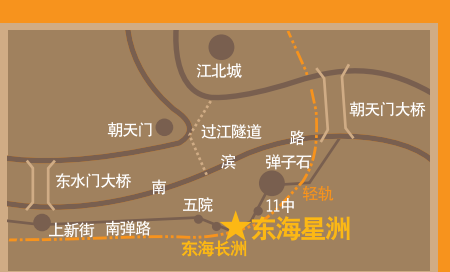 江北城
朝天门大桥
朝天门
过江隧道
路
滨
弹子石
东水门大桥
南
轻轨
五院
11中
上新街
南弹路
东海星洲
东海长洲